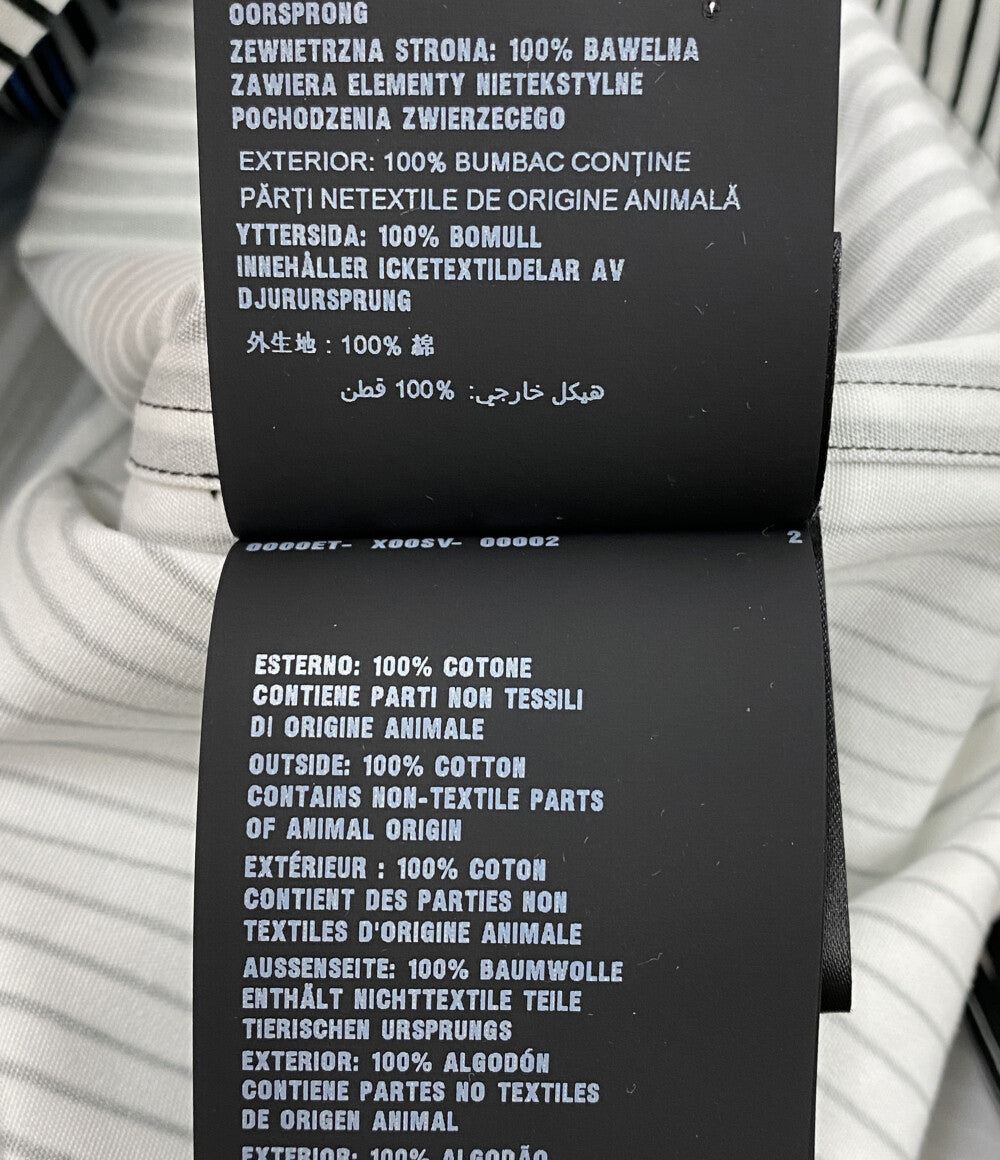 OORSPRONG
ZEWNETRZNA STRONA: 100% BAWELNA
ZAWIERA ELEMENTY NIETEKSTYLNE
POCHODZENIA ZWIERZECEGO
EXTERIOR: 100% BUMBAC CONȚINE
PĂRȚI NETEXTILE DE ORIGINE ANIMALĂ
YTTERSIDA: 100% BOMULL
INNEHÅLLER ICKETEXTILDELAR AV
DJURURSPRUNG
外生地 : 100% 綿
هيكل خارجي: 100% قطن
0000ET- X00SV- 00002 2
ESTERNO: 100% COTONE
CONTIENE PARTI NON TESSILI
DI ORIGINE ANIMALE
OUTSIDE: 100% COTTON
CONTAINS NON-TEXTILE PARTS
OF ANIMAL ORIGIN
EXTÉRIEUR : 100% COTON
CONTIENT DES PARTIES NON
TEXTILES D'ORIGINE ANIMALE
AUSSENSEITE: 100% BAUMWOLLE
ENTHÄLT NICHTTEXTILE TEILE
TIERISCHEN URSPRUNGS
EXTERIOR: 100% ALGODÓN
CONTIENE PARTES NO TEXTILES
DE ORIGEN ANIMAL
EXTERIOR: 100% ALGODÃO